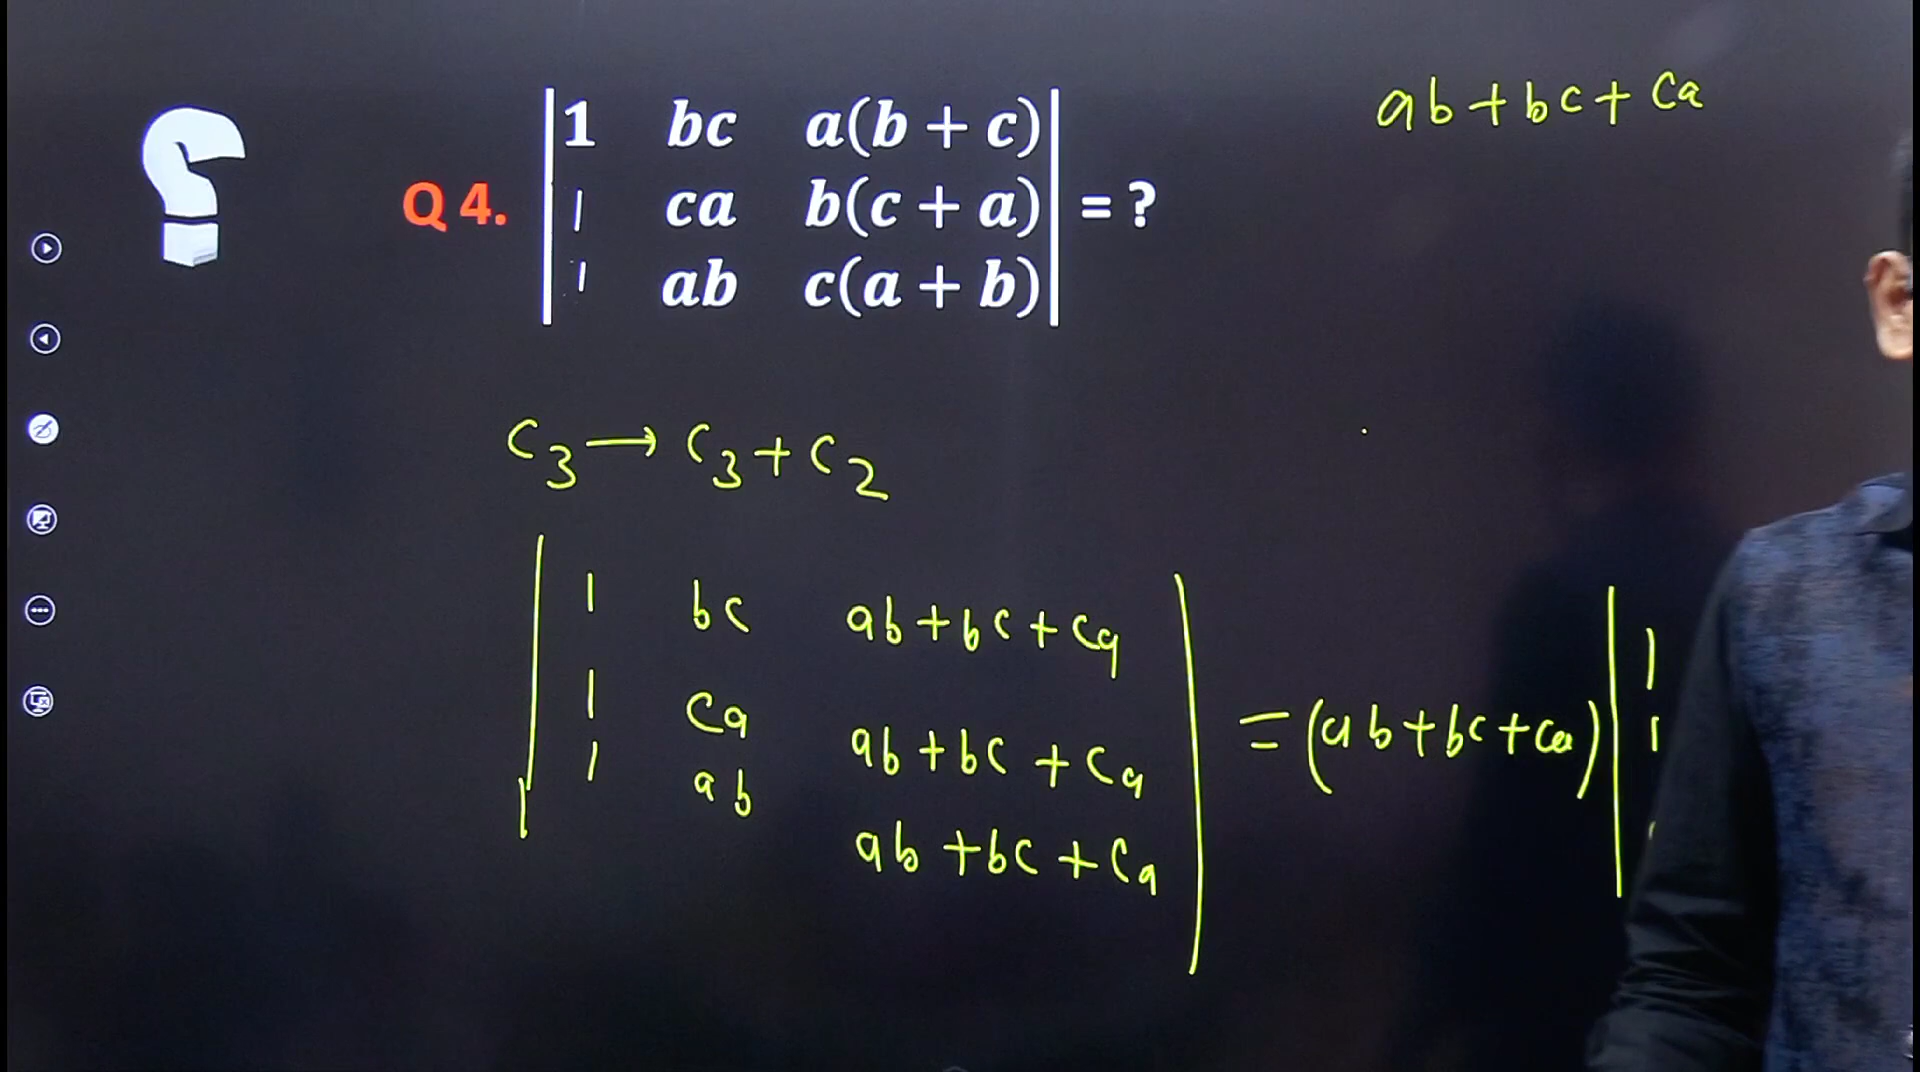 |1 bc a(b + c)|
Q 4. |1 ca b(c + a)| = ?
|1 ab c(a + b)|
ab + bc + ca
C3 → C3 + C2
| 1 bc ab + bc + ca |
| 1 ca ab + bc + ca | = (ab + bc + ca) | 1
| 1 ab ab + bc + ca | 1